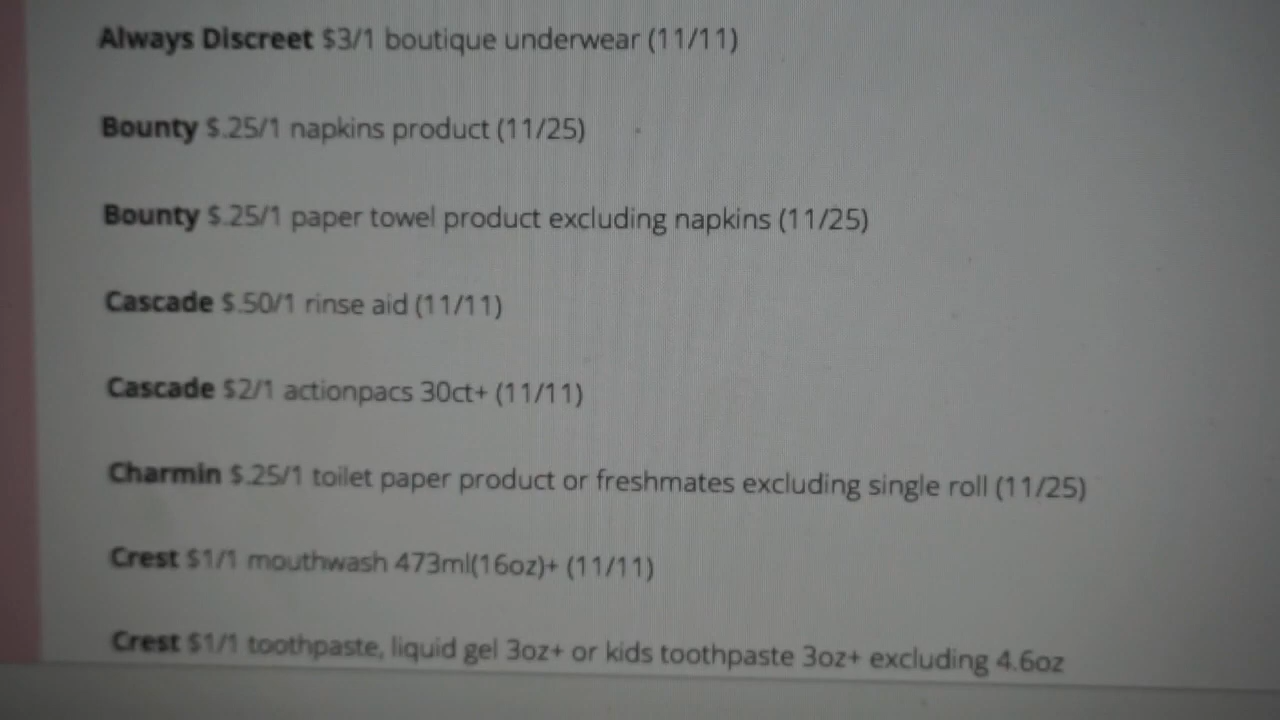 Always Discreet $3/1 boutique underwear (11/11)
Bounty $.25/1 napkins product (11/25)
Bounty $.25/1 paper towel product excluding napkins (11/25)
Cascade $.50/1 rinse aid (11/11)
Cascade $2/1 actionpacs 30ct+ (11/11)
Charmin $.25/1 toilet paper product or freshmates excluding single roll (11/25)
Crest $1/1 mouthwash 473ml(16oz)+ (11/11)
Crest $1/1 toothpaste, liquid gel 3oz+ or kids toothpaste 3oz+ excluding 4.6oz